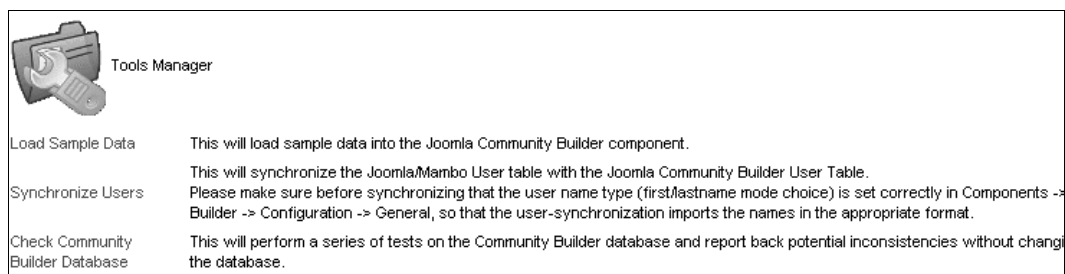 Tools Manager
Load Sample Data
This will load sample data into the Joomla Community Builder component.
Synchronize Users
This will synchronize the Joomla/Mambo User table with the Joomla Community Builder User Table.
Please make sure before synchronizing that the user name type (first/lastname mode choice) is set correctly in Components ->
Builder -> Configuration -> General, so that the user-synchronization imports the names in the appropriate format.
Check Community
Builder Database
This will perform a series of tests on the Community Builder database and report back potential inconsistencies without changi
the database.